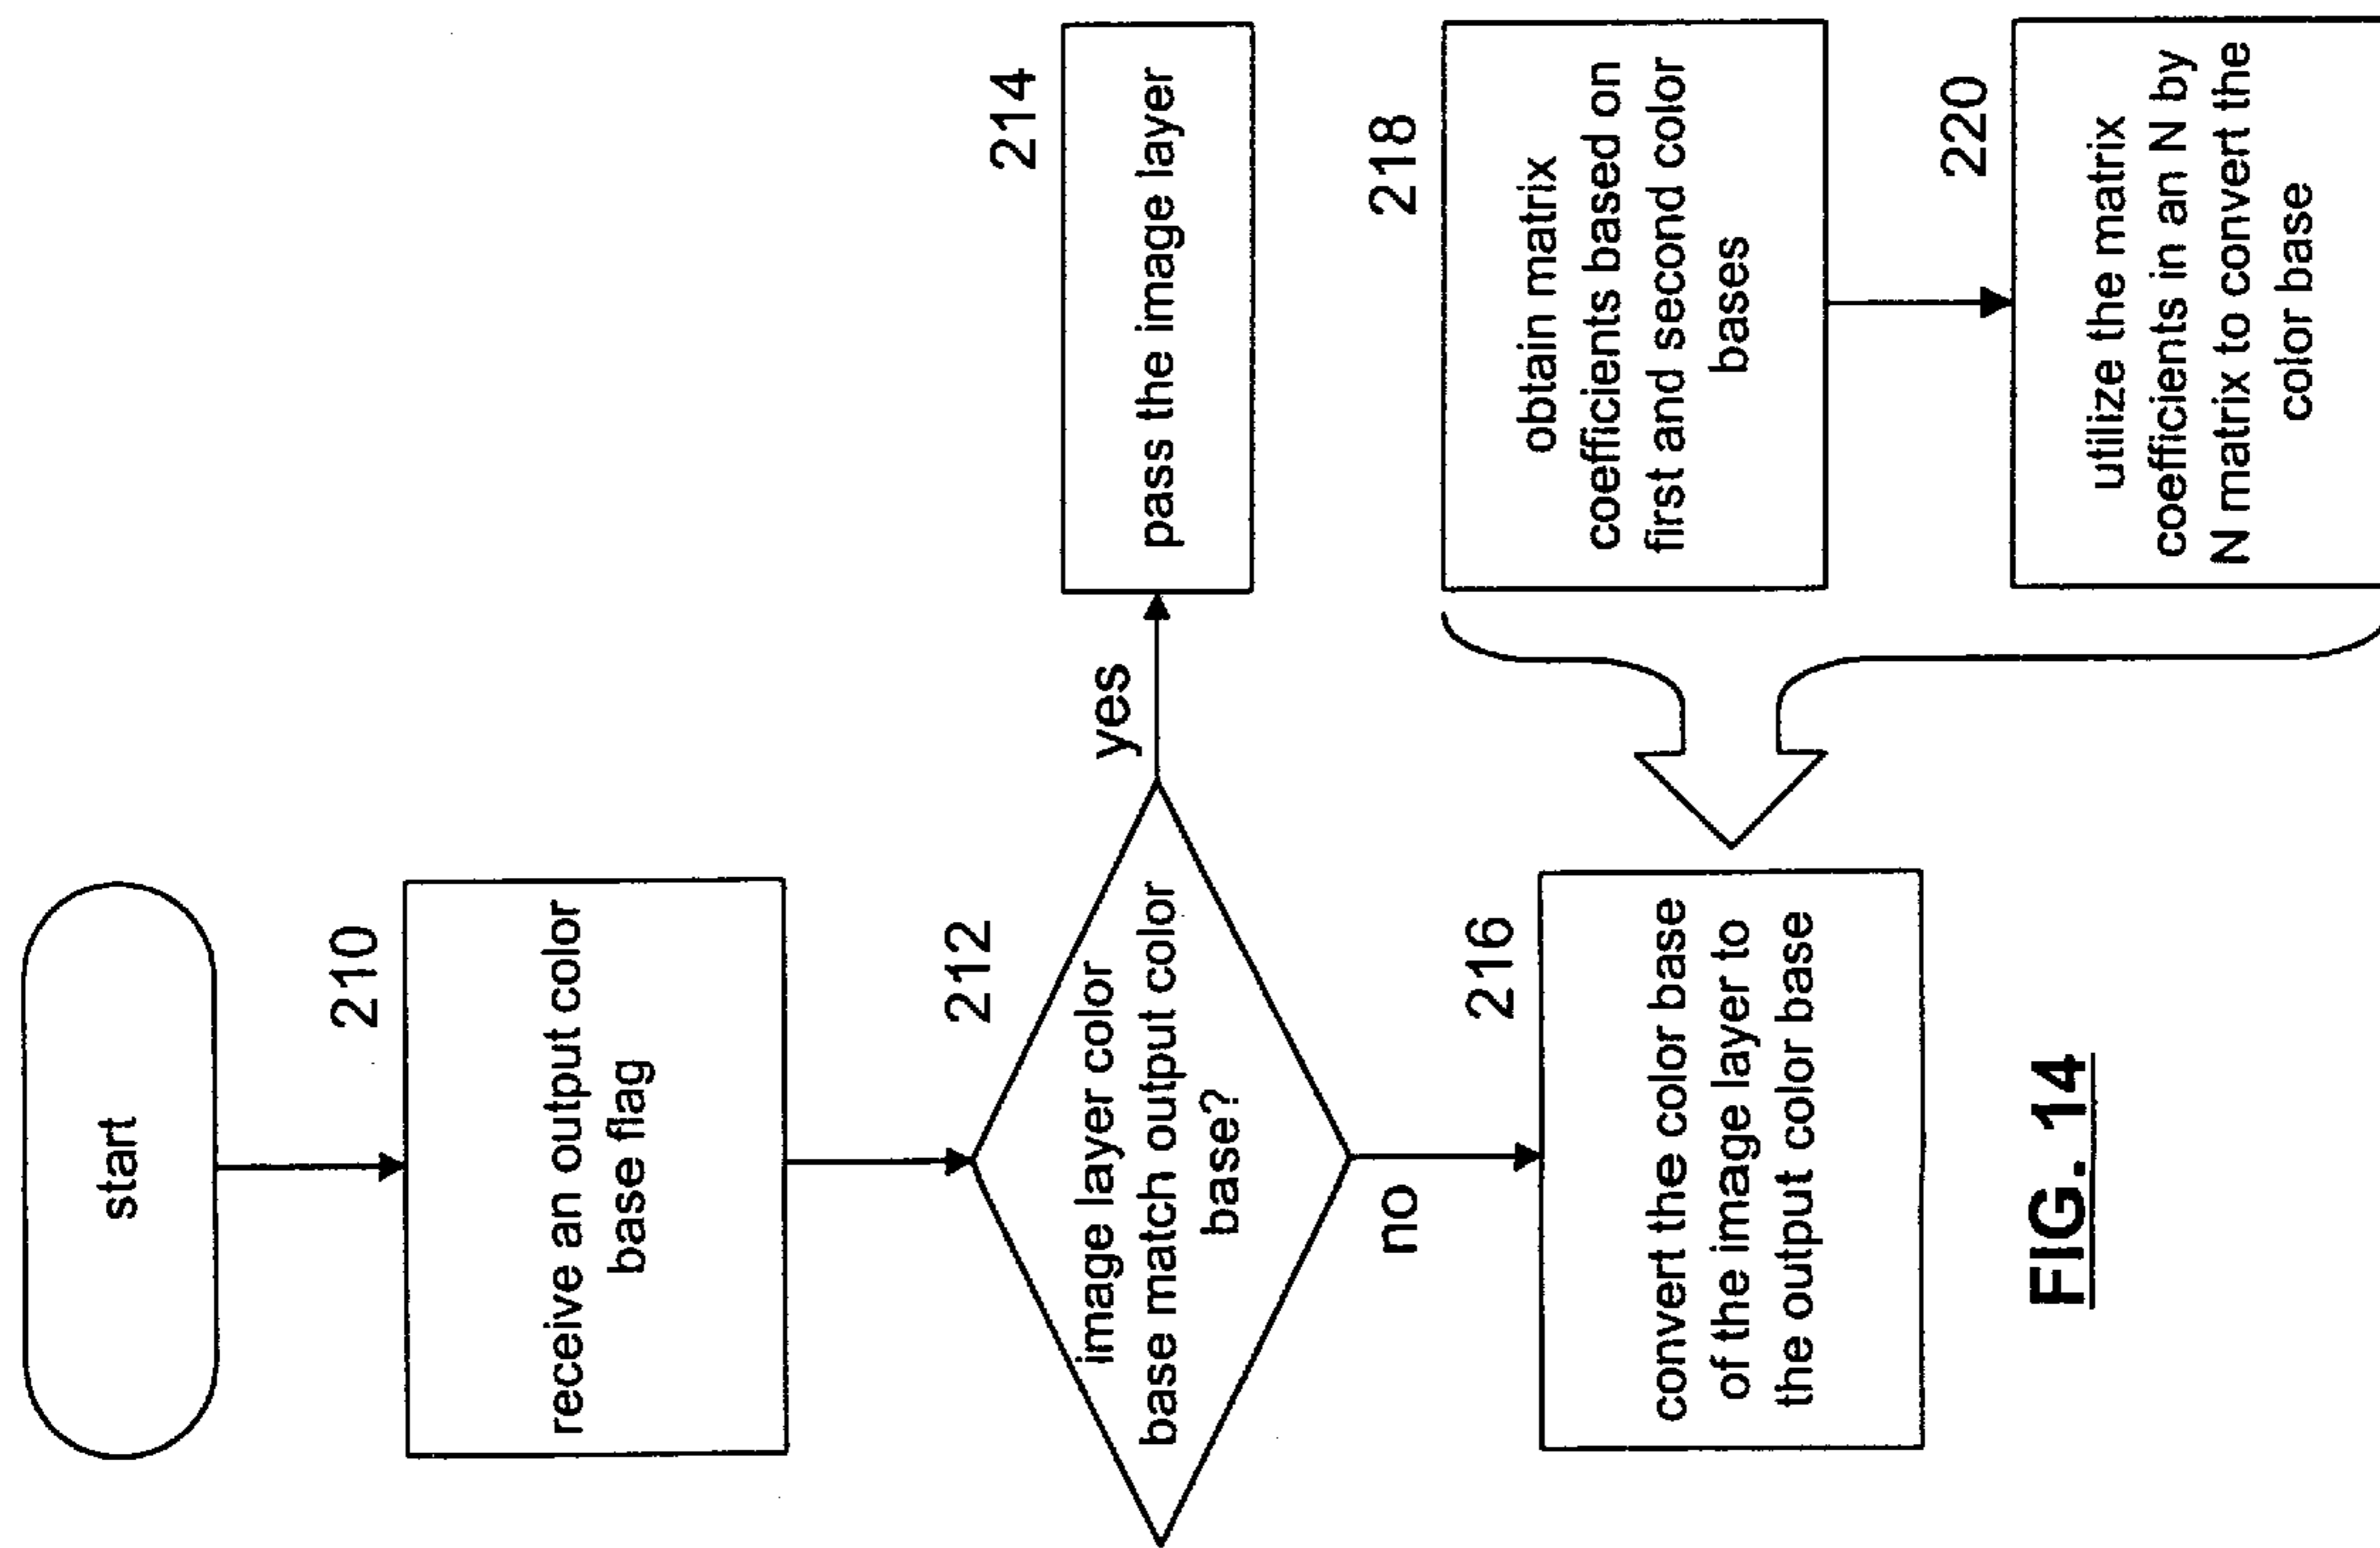 start
210
receive an output color
base flag
212
image layer color
base match output color
base?
yes
214
pass the image layer
no
216
convert the color base
of the image layer to
the output color base
218
obtain matrix
coefficients based on
first and second color
bases
220
utilize the matrix
coefficients in an N by
N matrix to convert the
color base
FIG. 14